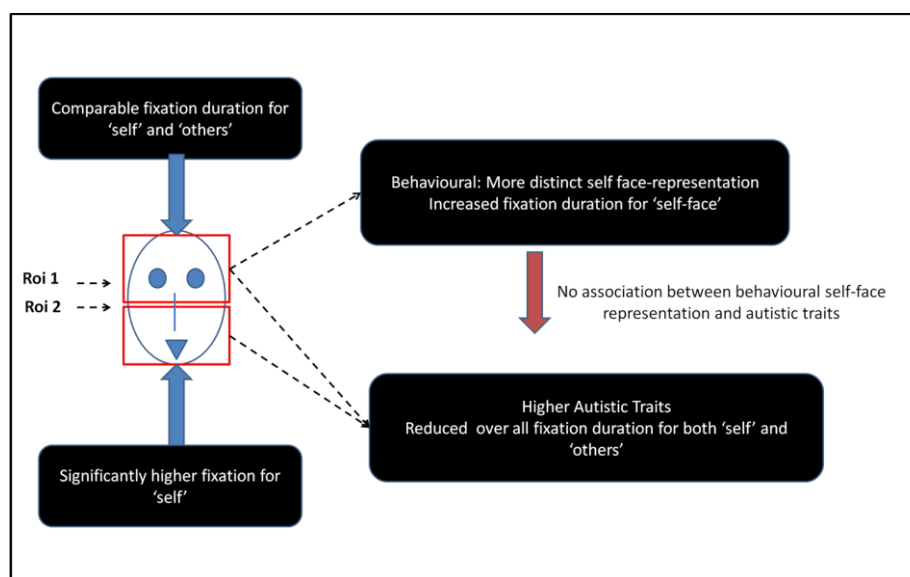 Comparable fixation duration for
‘self’ and ‘others’
Behavioural: More distinct self face-representation
Increased fixation duration for ‘self-face’
Roi 1
Roi 2
No association between behavioural self-face
representation and autistic traits
Higher Autistic Traits
Reduced over all fixation duration for both ‘self’ and
‘others’
Significantly higher fixation for
‘self’